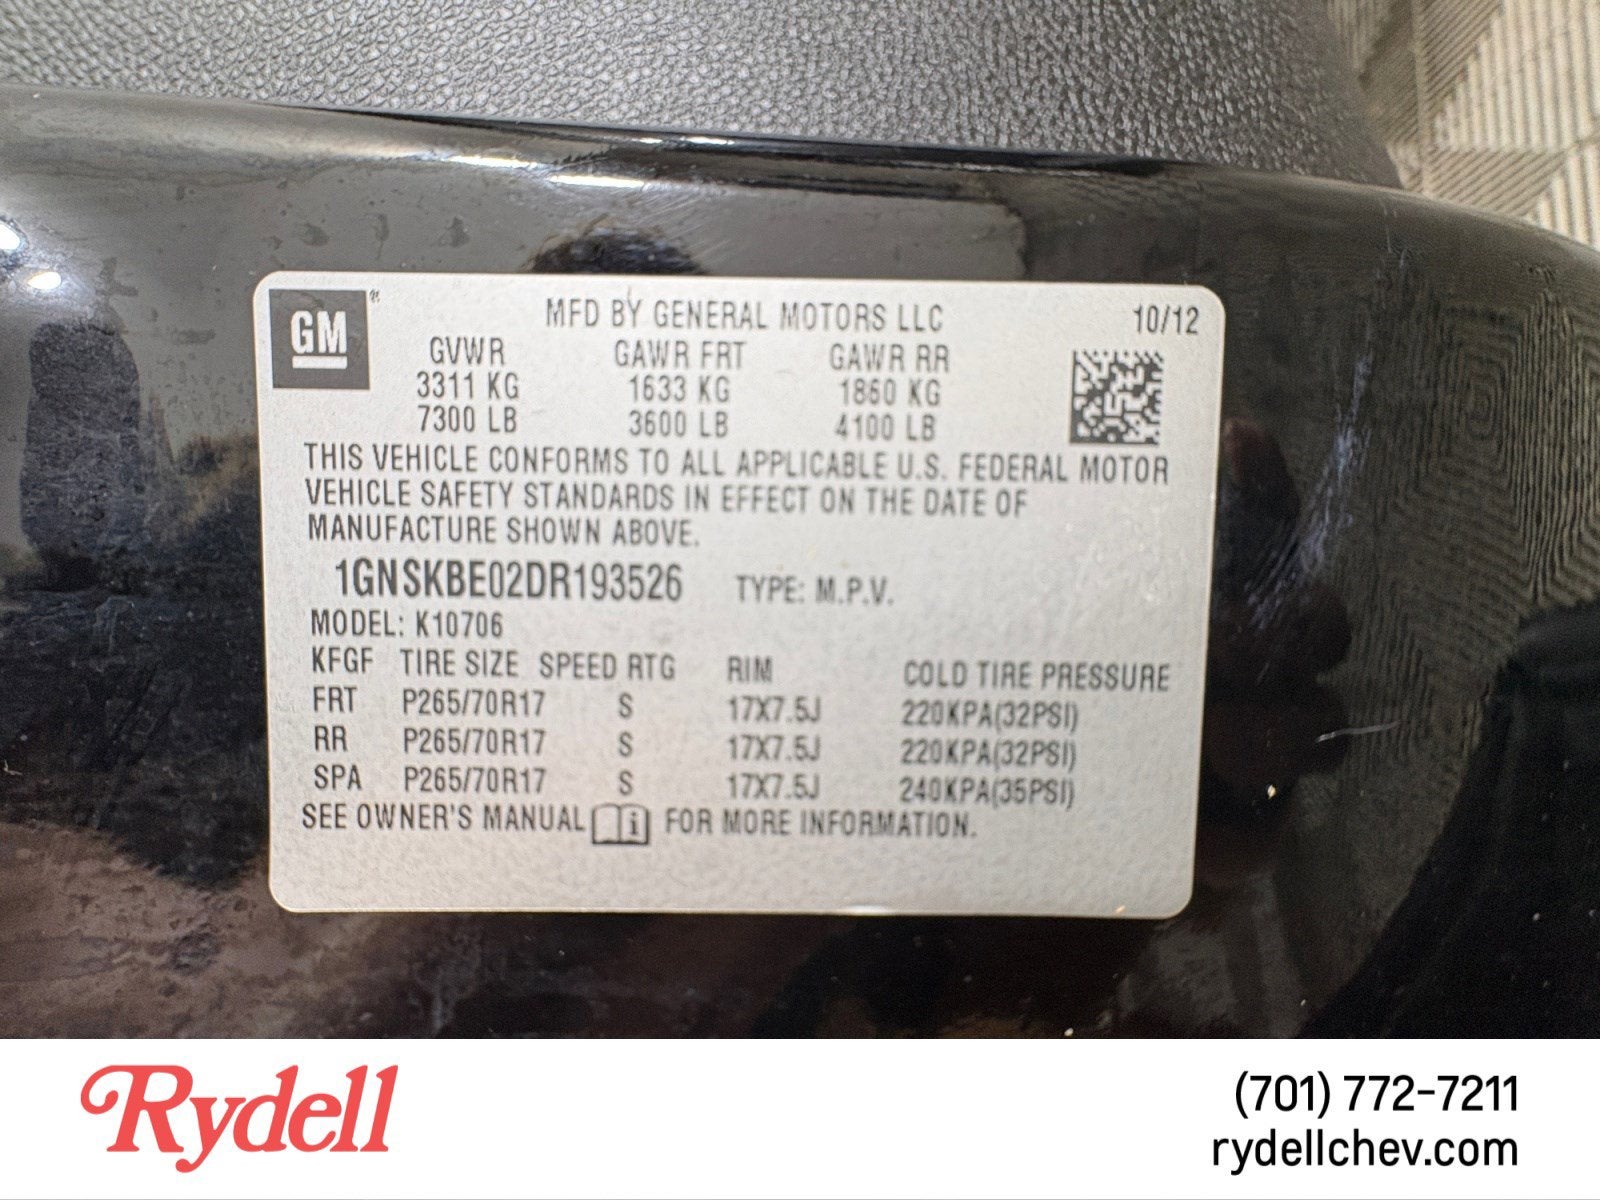 GM ® MFD BY GENERAL MOTORS LLC 10/12
GVWR GAWR FRT GAWR RR
3311 KG 1633 KG 1860 KG
7300 LB 3600 LB 4100 LB
THIS VEHICLE CONFORMS TO ALL APPLICABLE U.S. FEDERAL MOTOR
VEHICLE SAFETY STANDARDS IN EFFECT ON THE DATE OF
MANUFACTURE SHOWN ABOVE.
1GNSKBE02DR193526 TYPE: M.P.V.
MODEL: K10706
KFGF TIRE SIZE SPEED RTG RIM COLD TIRE PRESSURE
FRT P265/70R17 S 17X7.5J 220KPA(32PSI)
RR P265/70R17 S 17X7.5J 220KPA(32PSI)
SPA P265/70R17 S 17X7.5J 240KPA(35PSI)
SEE OWNER'S MANUAL i FOR MORE INFORMATION.
Rydell
(701) 772-7211
rydellchev.com